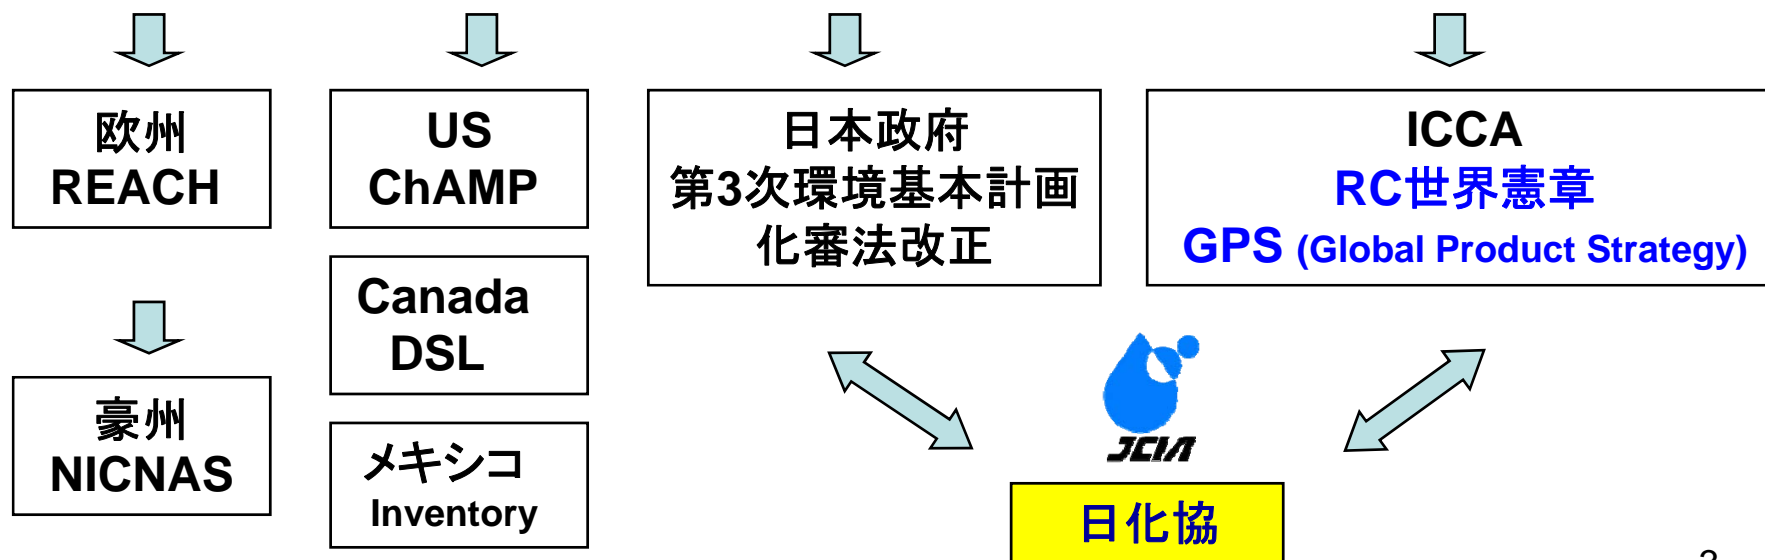 欧州
REACH
US
ChAMP
日本政府
第3次環境基本計画
化審法改正
ICCA
RC世界憲章
GPS (Global Product Strategy)
Canada
DSL
豪州
NICNAS
メキシコ
Inventory
JCIA
日化協